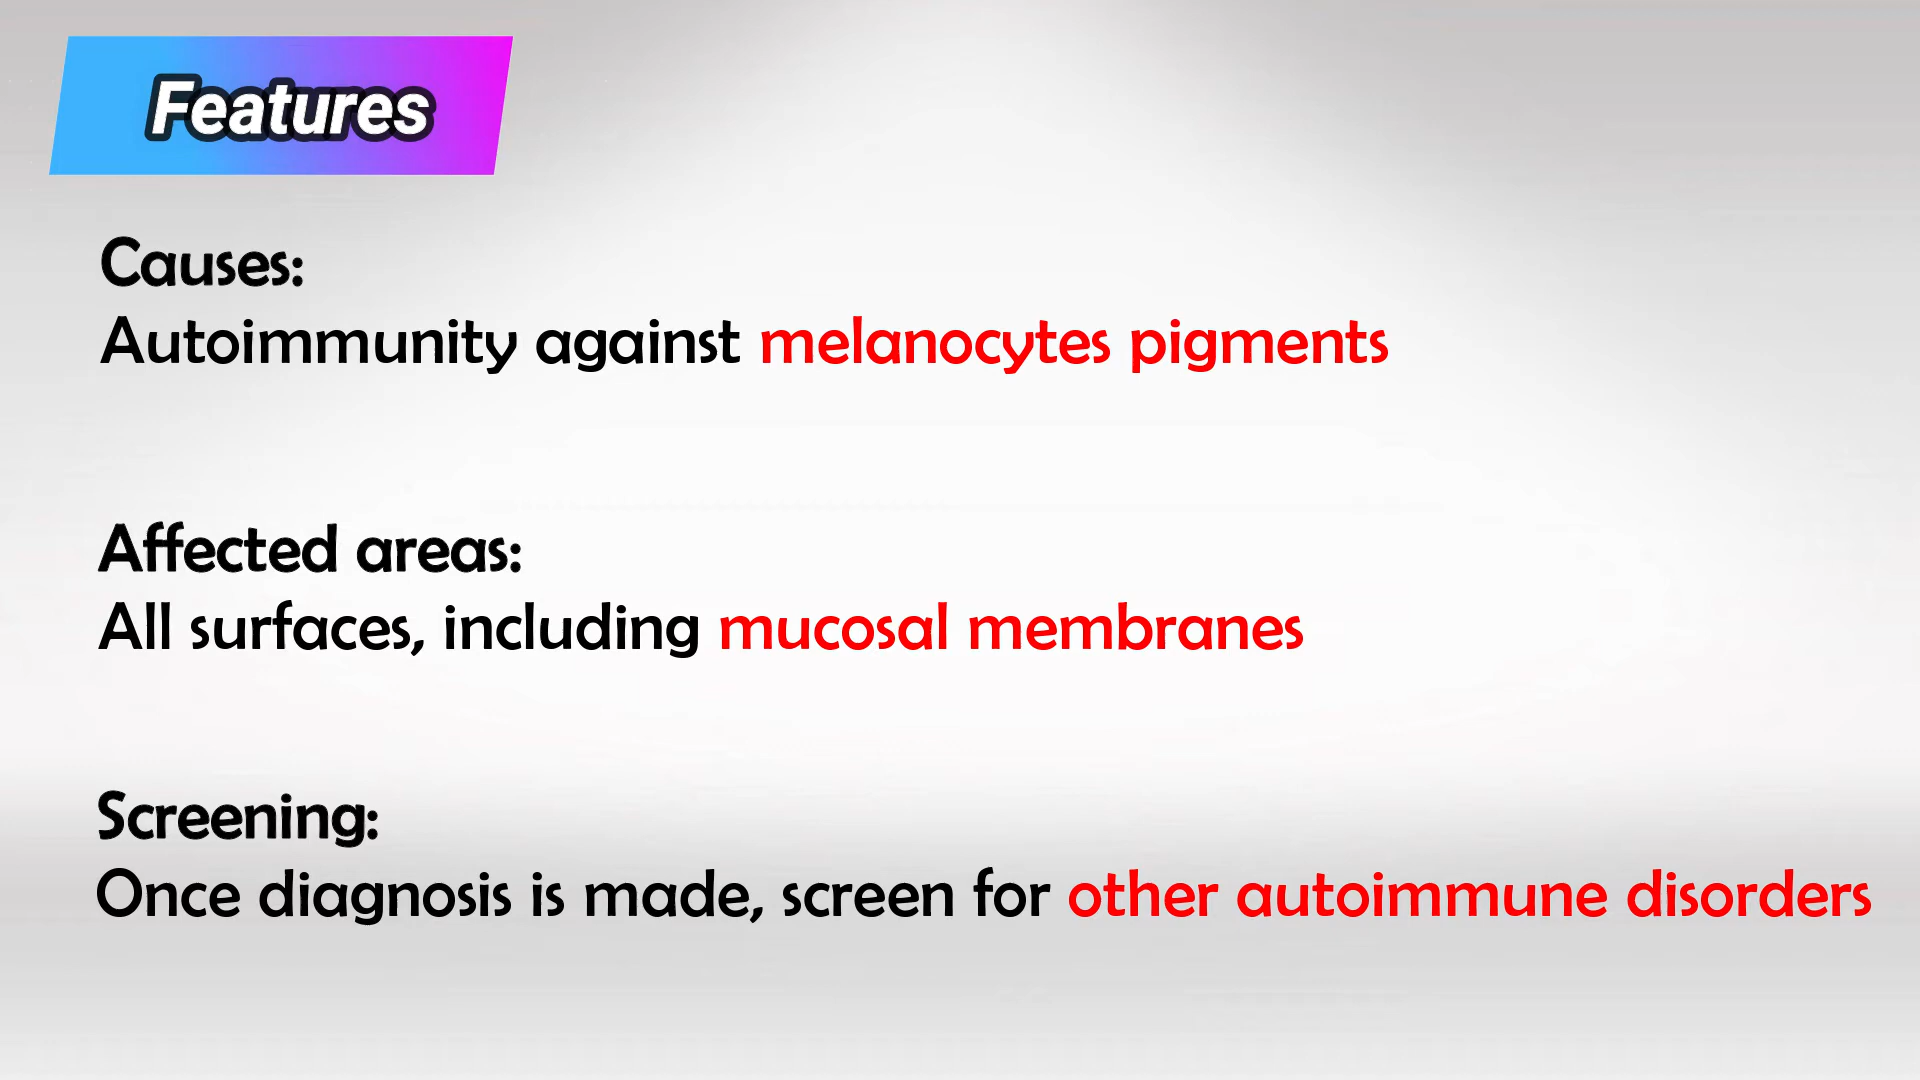 Features
Causes:
Autoimmunity against melanocytes pigments
Affected areas:
All surfaces, including mucosal membranes
Screening:
Once diagnosis is made, screen for other autoimmune disorders